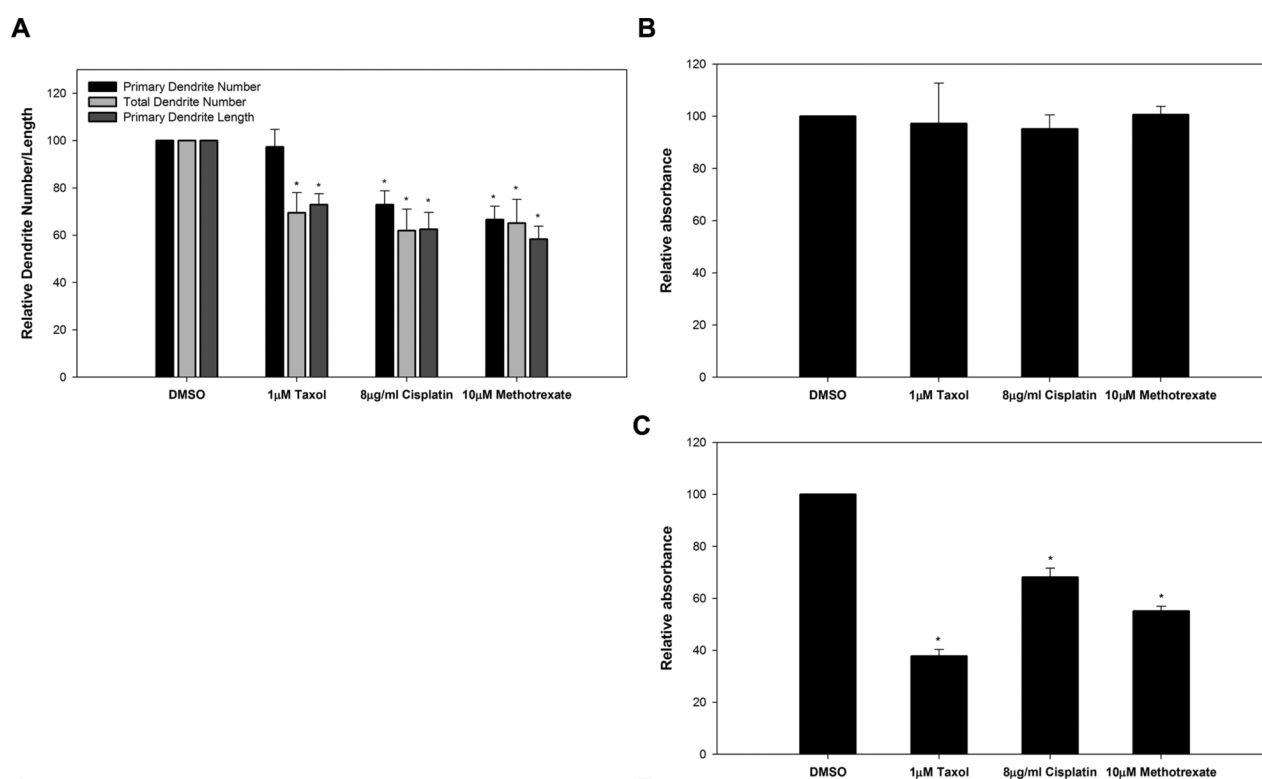 A
Relative Dendrite Number/Length
120
100
80
60
40
20
0
Primary Dendrite Number
Total Dendrite Number
Primary Dendrite Length
* *
* * *
* * *
DMSO 1μM Taxol 8μg/ml Cisplatin 10μM Methotrexate
B
Relative absorbance
120
100
80
60
40
20
0
DMSO 1μM Taxol 8μg/ml Cisplatin 10μM Methotrexate
C
Relative absorbance
120
100
80
60
40
20
0
* * *
DMSO 1μM Taxol 8μg/ml Cisplatin 10μM Methotrexate